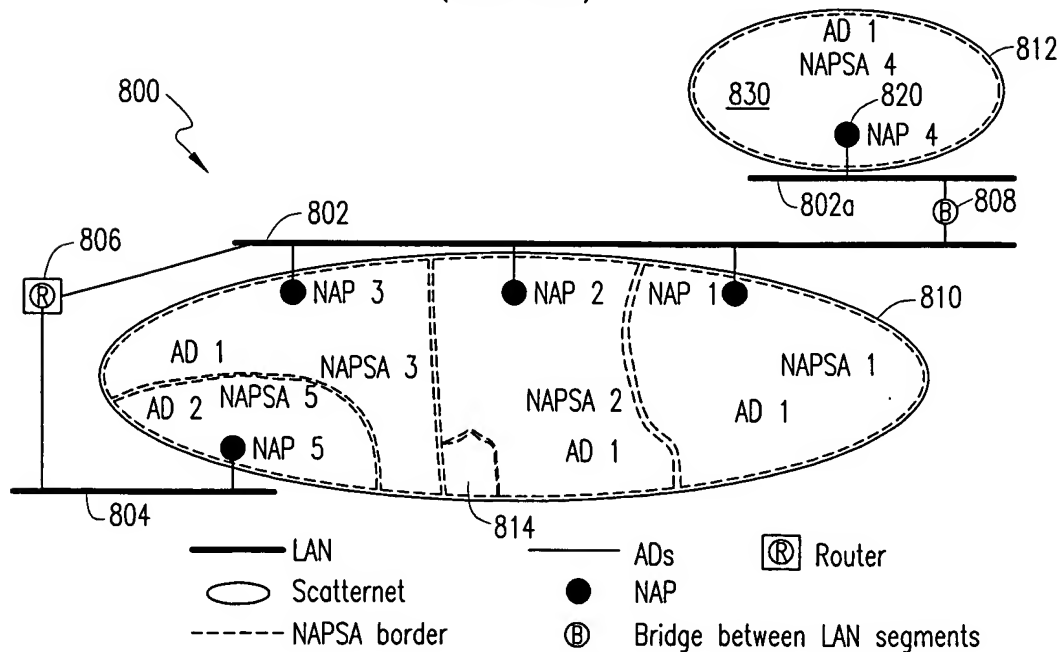 AD 1
812
NAPSA 4
800
830
820
NAP 4
802a
B
808
802
806
R
NAP 3
NAP 2
NAP 1
810
AD 1
NAPSA 3
NAPSA 1
NAPSA 5
AD 2
NAPSA 2
AD 1
AD 1
NAP 5
804
814
LAN
ADs
R Router
Scatternet
NAP
NAPSA border
B Bridge between LAN segments